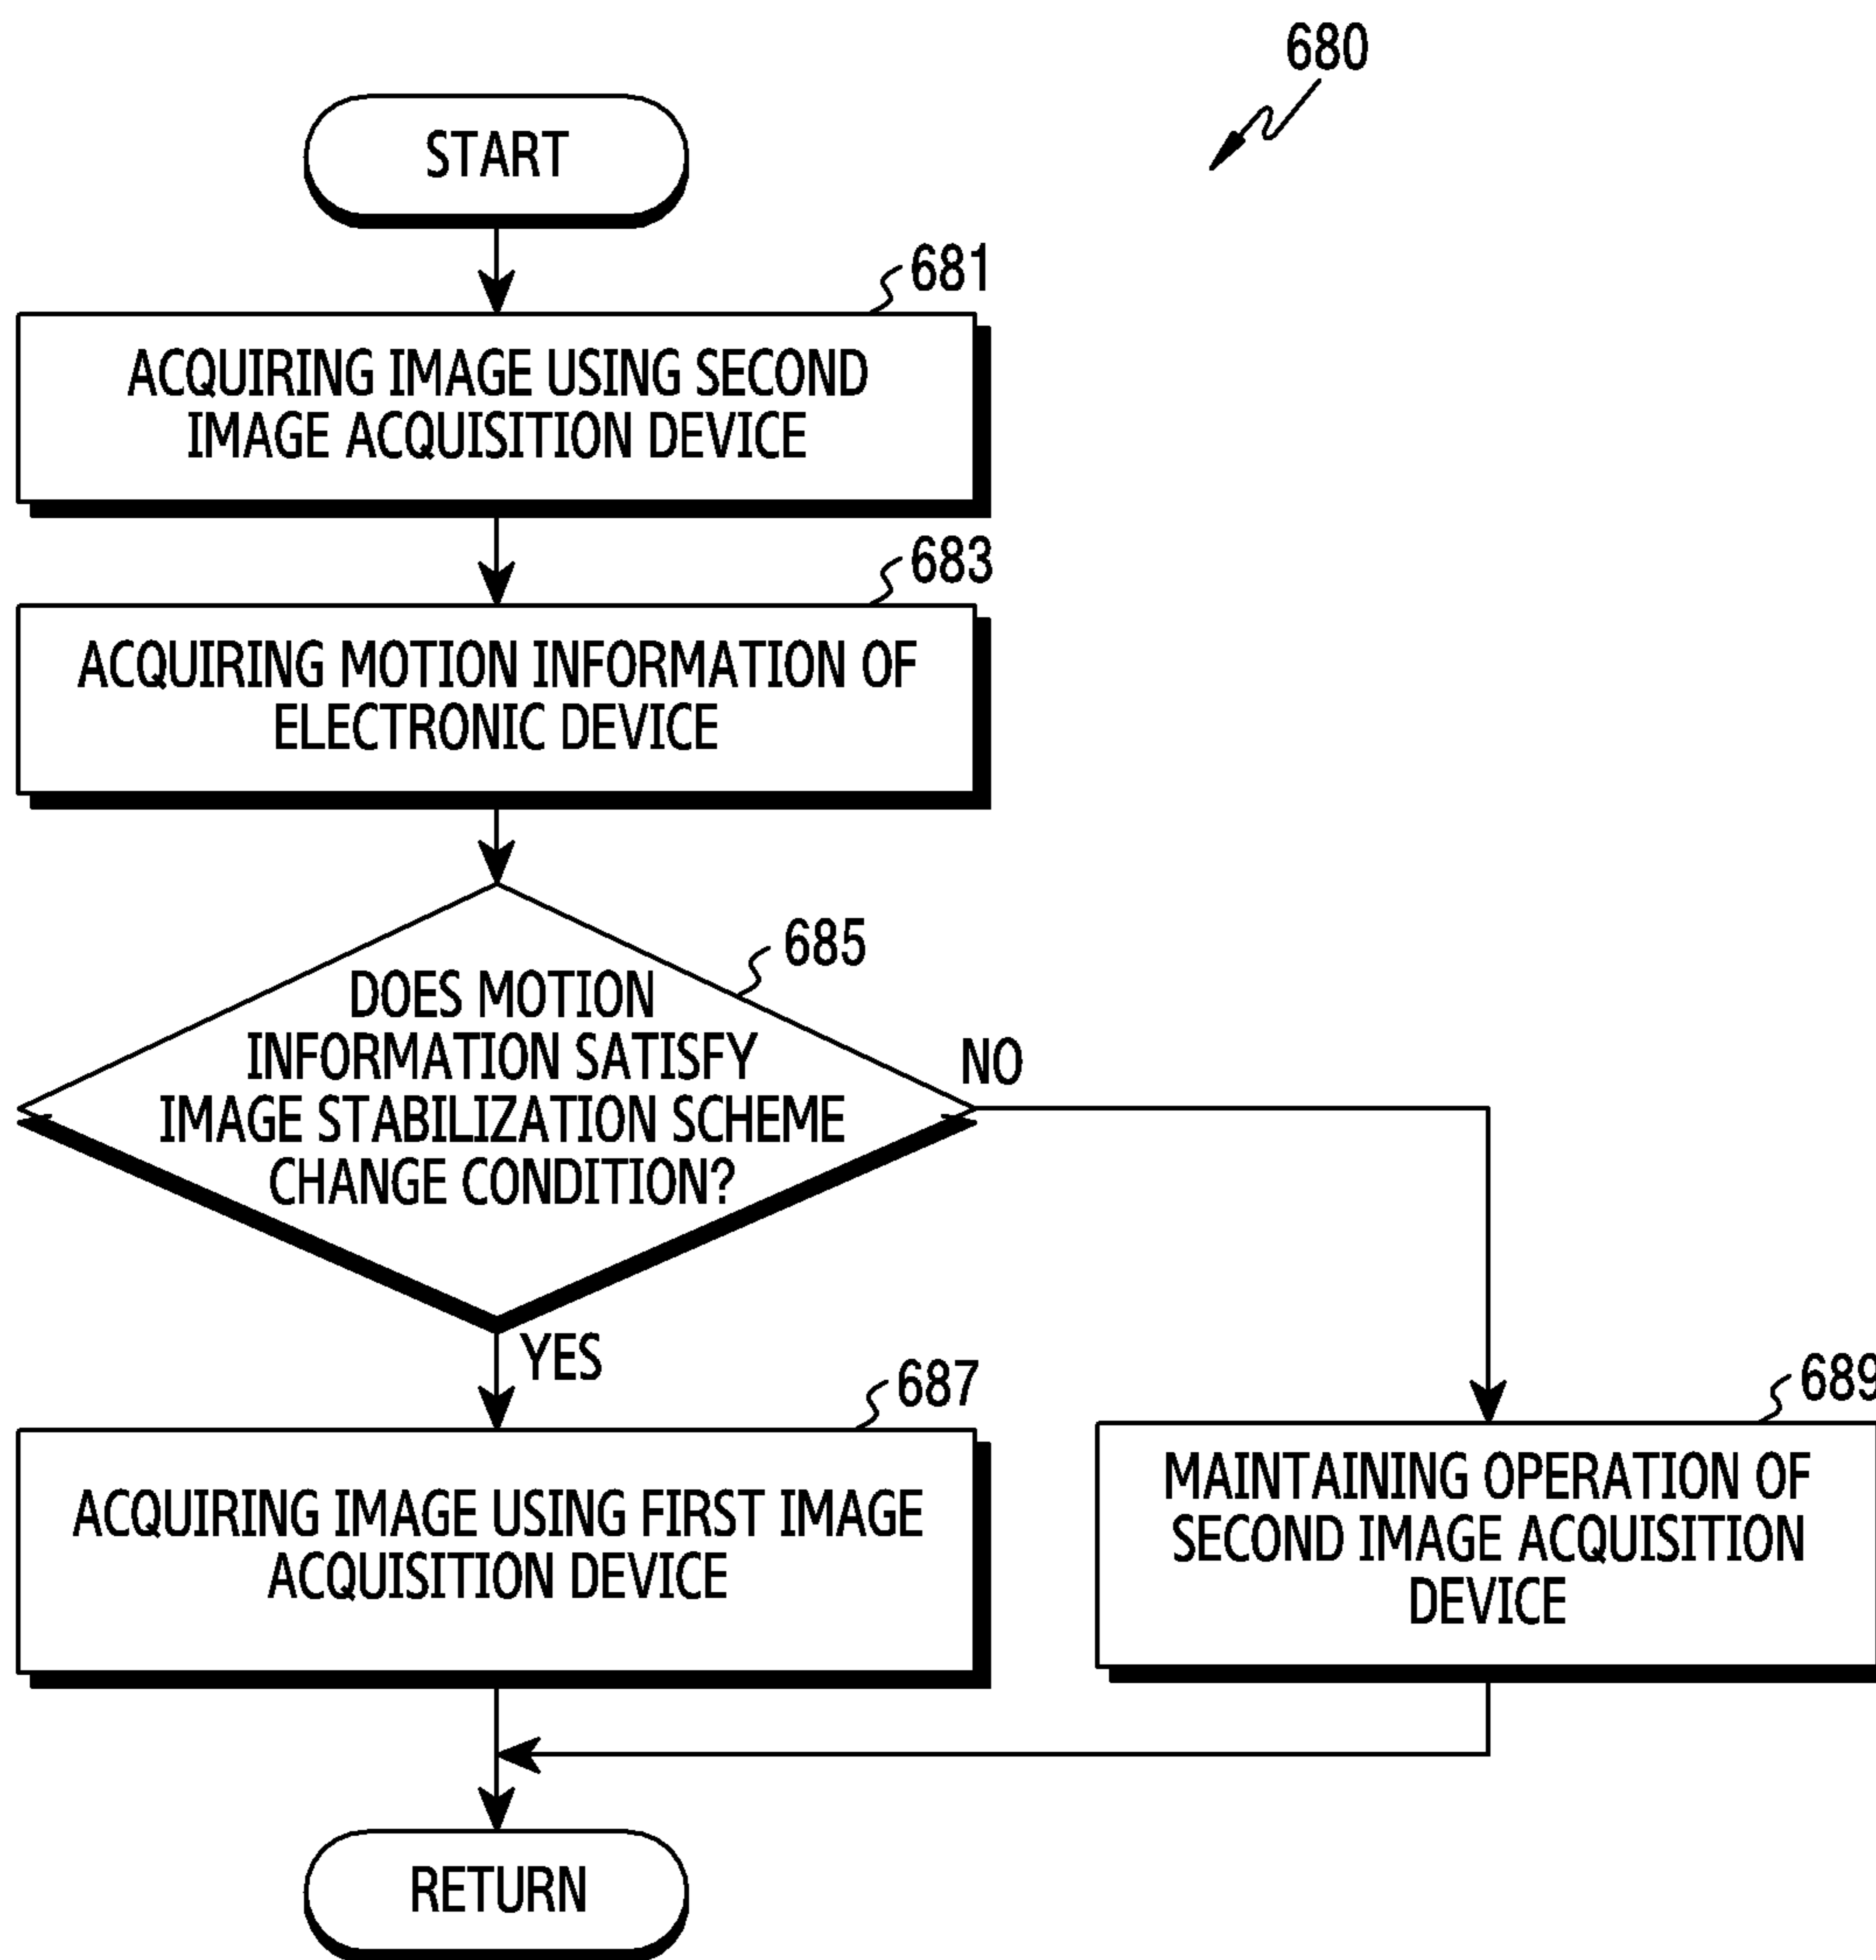 680
START
681
ACQUIRING IMAGE USING SECOND
IMAGE ACQUISITION DEVICE
683
ACQUIRING MOTION INFORMATION OF
ELECTRONIC DEVICE
685
DOES MOTION
INFORMATION SATISFY
IMAGE STABILIZATION SCHEME
CHANGE CONDITION?
NO
YES
687
ACQUIRING IMAGE USING FIRST IMAGE
ACQUISITION DEVICE
689
MAINTAINING OPERATION OF
SECOND IMAGE ACQUISITION
DEVICE
RETURN